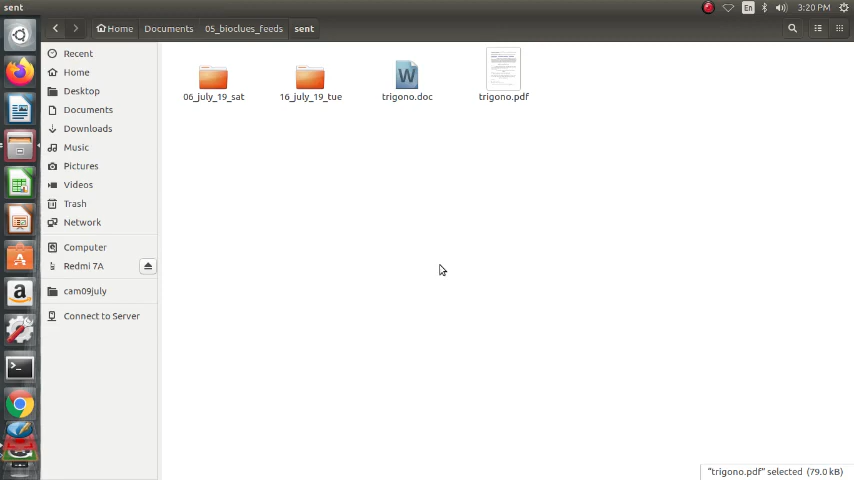 sent
En
3:20 PM
Home
Documents
05_bioclues_feeds
sent
Recent
Home
Desktop
Documents
Downloads
Music
Pictures
Videos
Trash
Network
Computer
Redmi 7A
cam09july
Connect to Server
06_july_19_sat
16_july_19_tue
trigono.doc
trigono.pdf
"trigono.pdf" selected (79.0 kB)